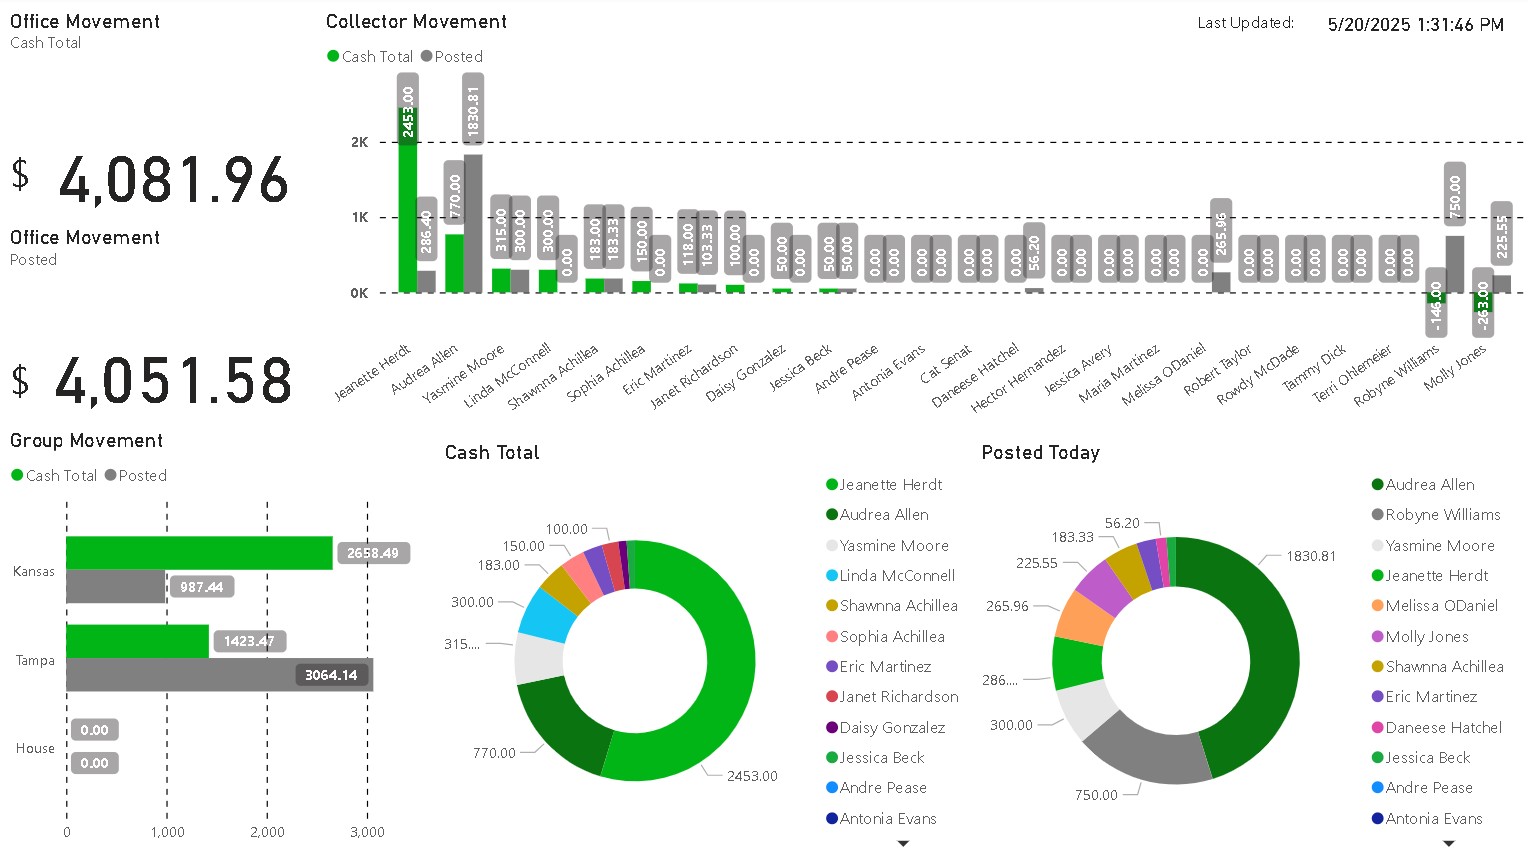 Office Movement
Cash Total
$ 4,081.96
Office Movement
Posted
$ 4,051.58
Collector Movement
Last Updated: 5/20/2025 1:31:46 PM
Cash Total Posted
2K
1K
0K
2453.00 286.40 770.00 1830.81 315.00 300.00 300.00 0.00 183.00 183.33 150.00 0.00 118.00 103.33 100.00 0.00 50.00 0.00 50.00 50.00 0.00 0.00 0.00 0.00 0.00 0.00 0.00 56.20 0.00 0.00 0.00 0.00 0.00 0.00 0.00 265.96 0.00 0.00 0.00 0.00 0.00 0.00 0.00 0.00 -146.00 750.00 -263.00 225.55
Jeanette Herdt
Audrea Allen
Yasmine Moore
Linda McConnell
Shawnna Achillea
Sophia Achillea
Eric Martinez
Janet Richardson
Daisy Gonzalez
Jessica Beck
Andre Pease
Antonia Evans
Cat Senat
Daneese Hatchel
Hector Hernandez
Jessica Avery
Maria Martinez
Melissa ODaniel
Robert Taylor
Rowdy McDade
Tammy Dick
Terri Ohlemeier
Robyne Williams
Molly Jones
Group Movement
Cash Total Posted
Kansas
2658.49
987.44
Tampa
1423.47
3064.14
House
0.00
0.00
0 1,000 2,000 3,000
Cash Total
100.00
150.00
183.00
300.00
315....
770.00
2453.00
Jeanette Herdt
Audrea Allen
Yasmine Moore
Linda McConnell
Shawnna Achillea
Sophia Achillea
Eric Martinez
Janet Richardson
Daisy Gonzalez
Jessica Beck
Andre Pease
Antonia Evans
Posted Today
56.20
183.33
225.55
265.96
286....
300.00
750.00
1830.81
Audrea Allen
Robyne Williams
Yasmine Moore
Jeanette Herdt
Melissa ODaniel
Molly Jones
Shawnna Achillea
Eric Martinez
Daneese Hatchel
Jessica Beck
Andre Pease
Antonia Evans